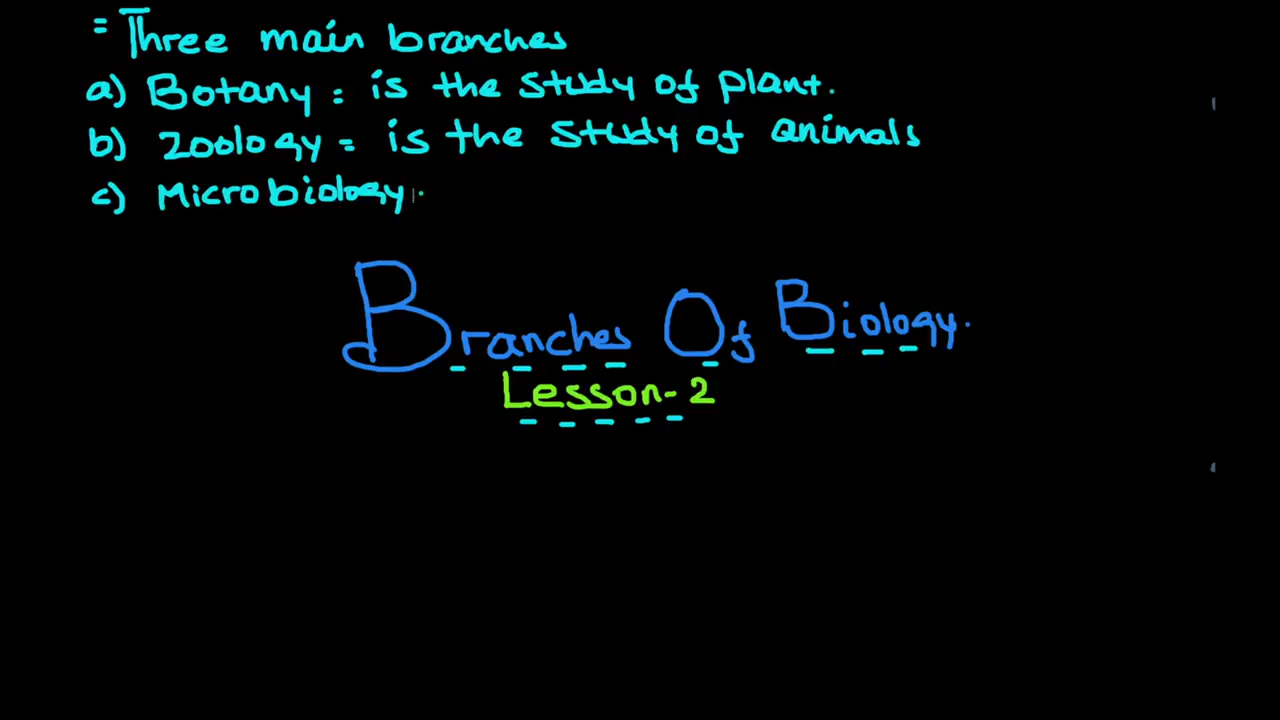 = Three main branches
a) Botany = is the study of plant.
b) Zoology = is the study of animals
c) Microbiology
Branches Of Biology.
Lesson-2